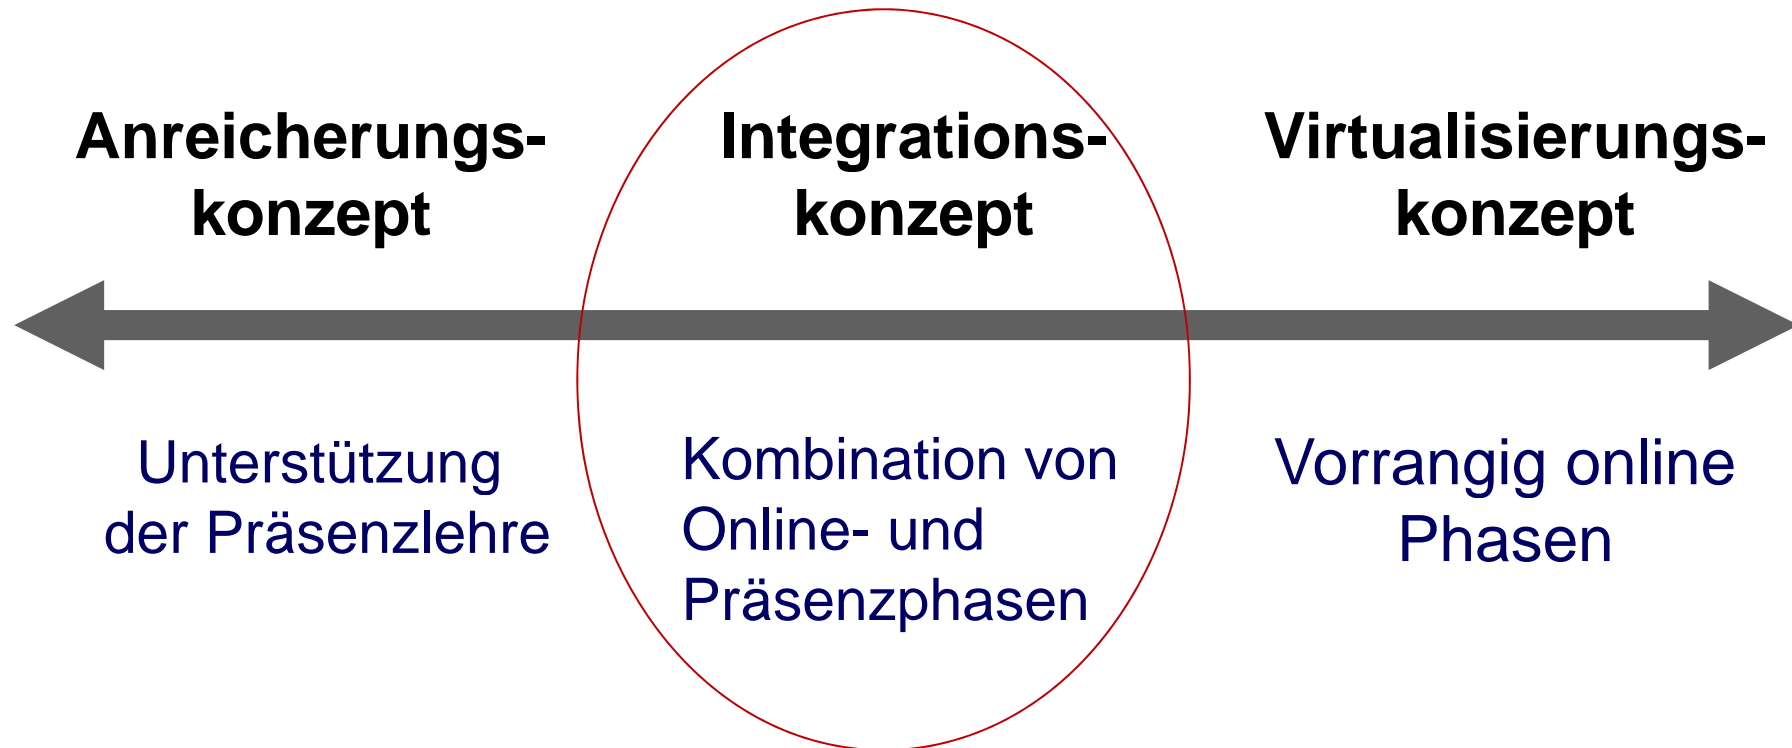 Anreicherungs-
konzept
Integrations-
konzept
Virtualisierungs-
konzept
Unterstützung
der Präsenzlehre
Kombination von
Online- und
Präsenzphasen
Vorrangig online
Phasen